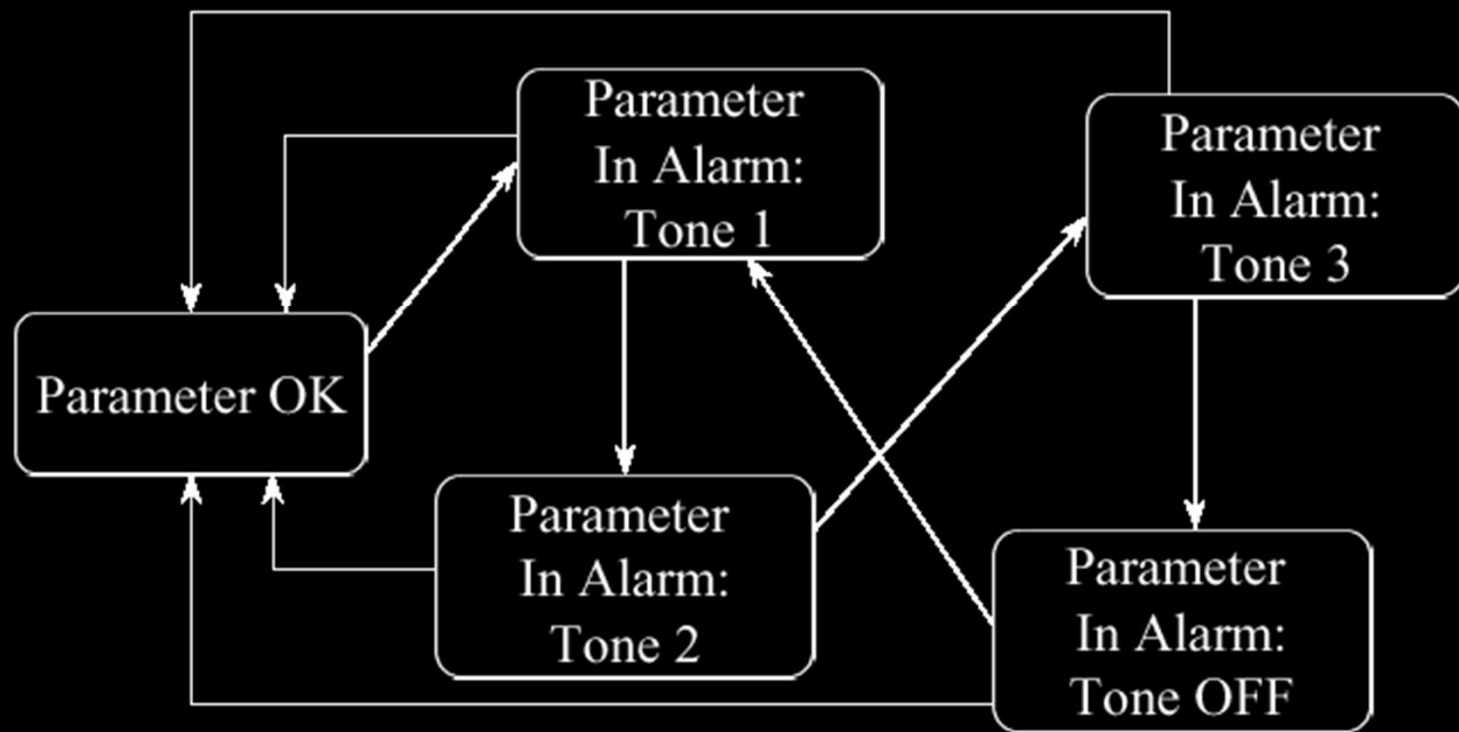 Parameter
In Alarm:
Tone 1
Parameter
In Alarm:
Tone 3
Parameter OK
Parameter
In Alarm:
Tone 2
Parameter
In Alarm:
Tone OFF